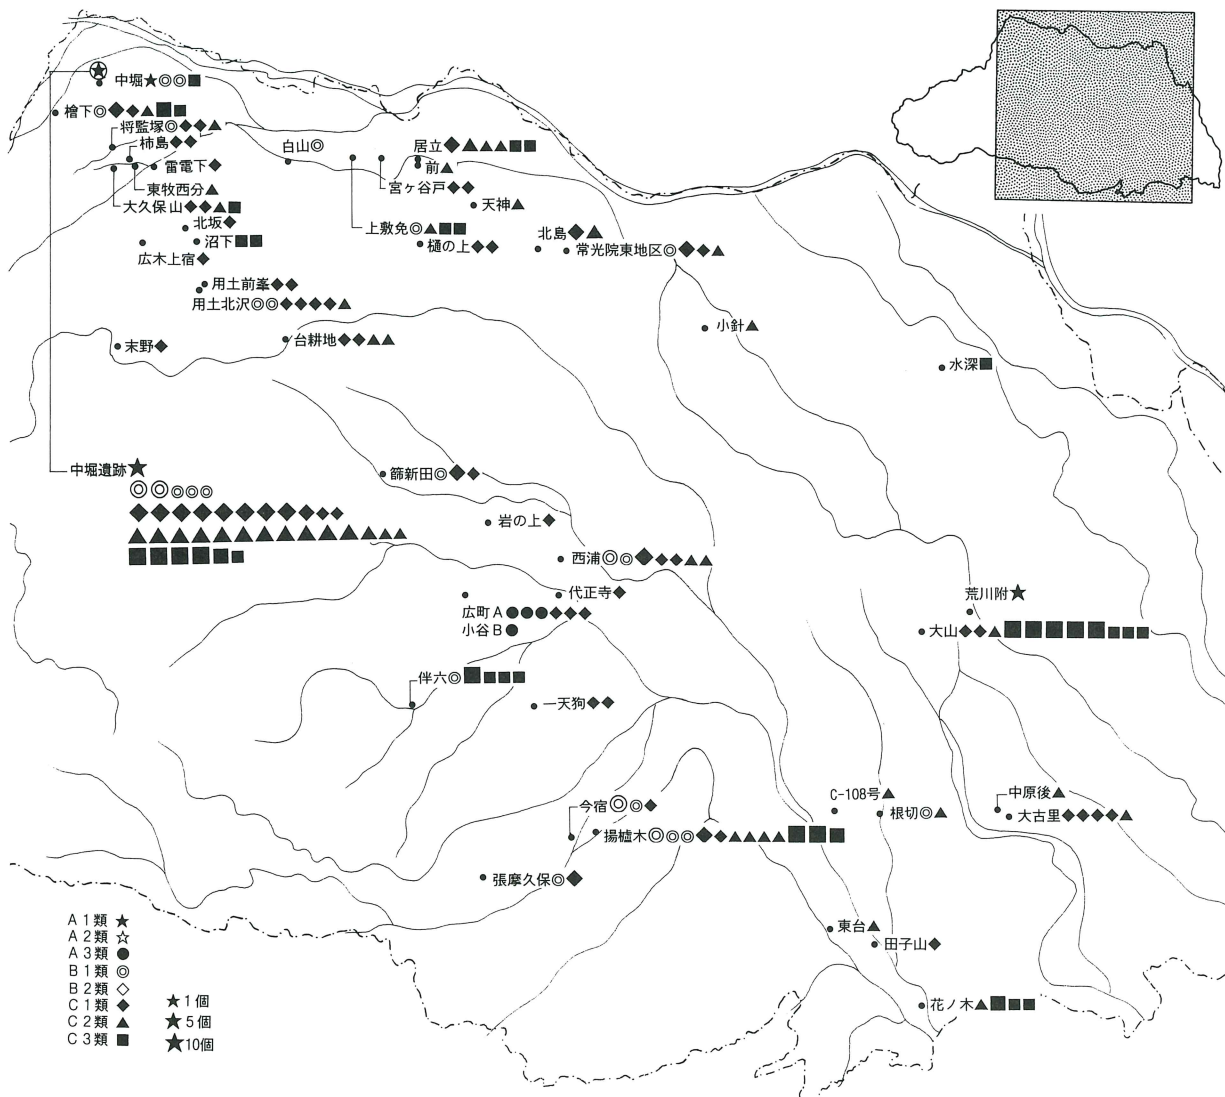 中堀★◎◎■
檜下◎◆◆▲■■
将監塚◎◆◆▲
柿島◆◆
雷電下◆
東牧西分▲
大久保山◆◆▲■
北坂◆
沼下■■
広木上宿◆
用土前峯◆◆
用土北沢◎◎◆◆◆◆▲
末野◆
台耕地◆◆▲▲
白山◎
居立◆▲▲▲■■
前▲
宮ヶ谷戸◆◆
天神▲
上敷免◎▲■■
樋の上◆◆
北島◆▲
常光院東地区◎◆◆▲
小針▲
水深■
中堀遺跡★
◎◎◎◎◎
◆◆◆◆◆◆◆◆◆◆
▲▲▲▲▲▲▲▲▲▲▲▲▲
■■■■■■
篩新田◎◆◆
岩の上◆
西浦◎◎◆◆◆▲▲
代正寺◆
広町A●●●◆◆◆
小谷B●
荒川附★
大山◆◆▲■■■■■■■■
伴六◎■■■■
一天狗◆◆
今宿◎◎◆
揚櫨木◎◎◎◆◆▲▲▲▲■■■
C-108号▲
根切◎▲
中原後▲
大古里◆◆◆◆▲
張摩久保◎◆
東台▲
田子山◆
花ノ木▲■■■
A1類 ★
A2類 ☆
A3類 ●
B1類 ◎
B2類 ◇
C1類 ◆
C2類 ▲
C3類 ■
★1個
★5個
★10個